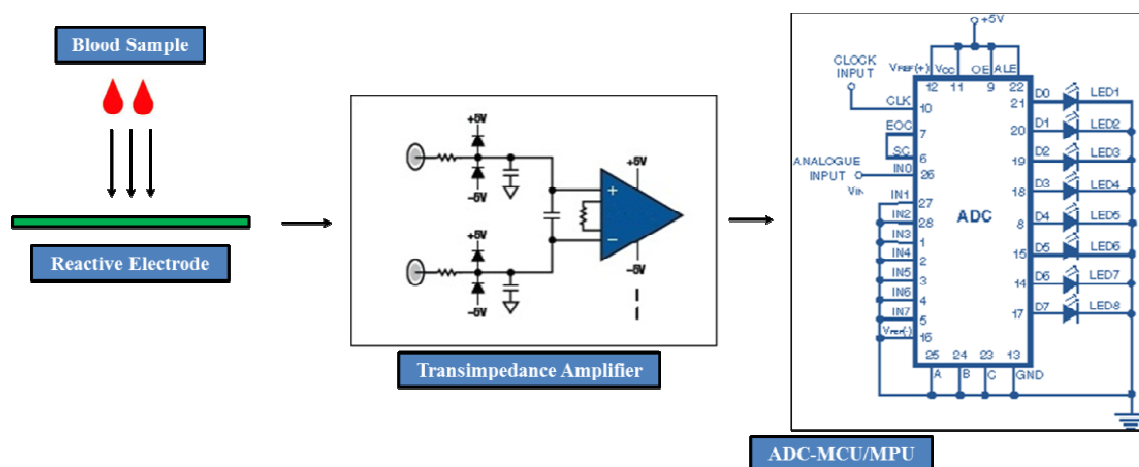 Blood Sample
Reactive Electrode
+5V
-5V
+5V
-5V
+
−
+5V
-5V
Transimpedance Amplifier
+5V
CLOCK
INPUT
VREF(+)
Vcc
OE
ALE
12
11
9
22
CLK
10
EOC
7
SC
6
IN0
26
ANALOGUE
INPUT
VIN
IN1
27
IN2
28
IN3
1
IN4
2
IN5
3
IN6
4
IN7
5
Vref(-)
16
ADC
21
D0
LED1
20
D1
LED2
19
D2
LED3
18
D3
LED4
8
D4
LED5
15
D5
LED6
14
D6
LED7
17
D7
LED8
25
24
23
13
A
B
C
GND
ADC-MCU/MPU